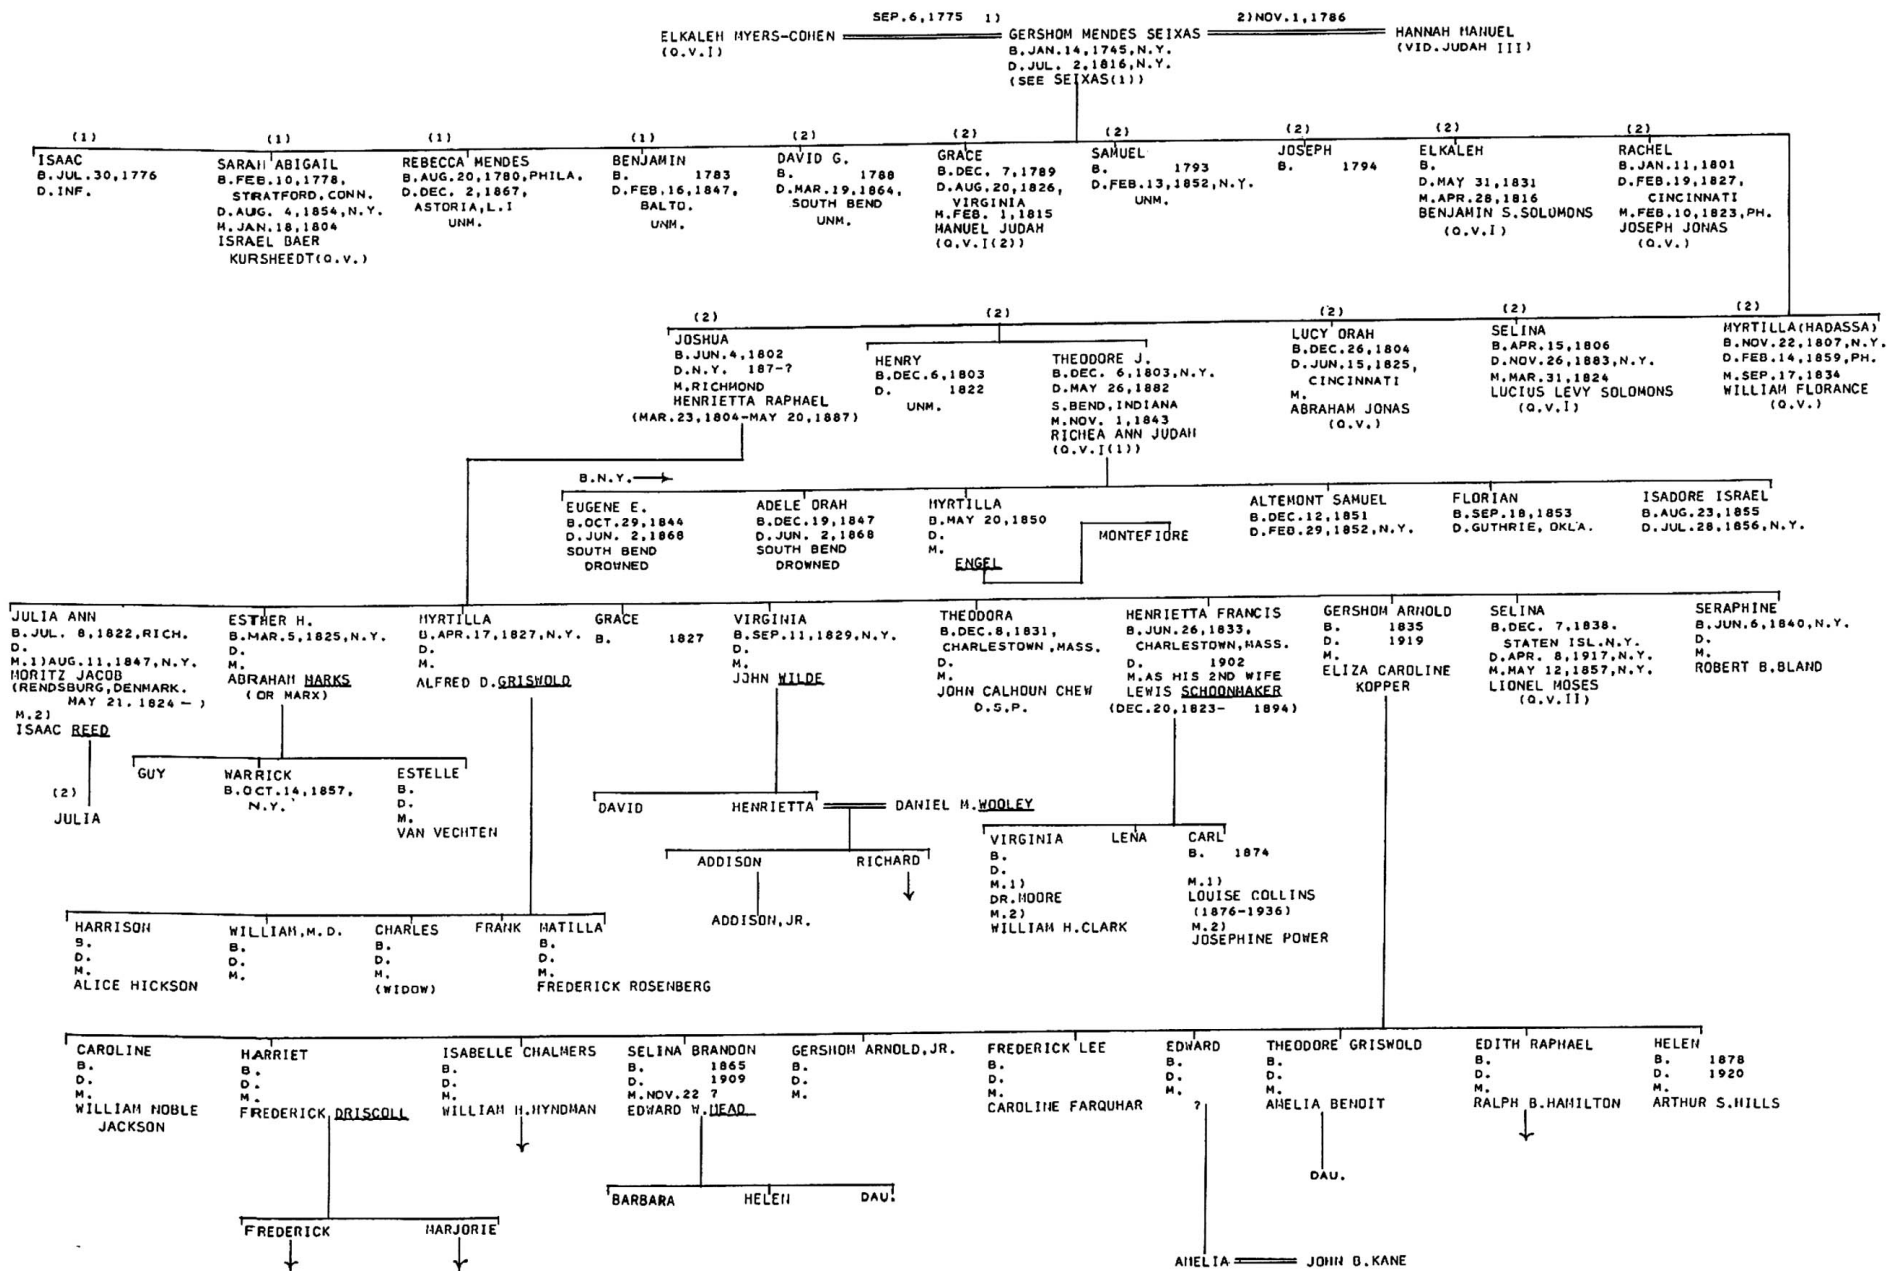 SEP.6,1775 1) 2)NOV.1,1786
ELKALEH MYERS-COHEN GERSHOM MENDES SEIXAS HANNAH MANUEL
(Q.V.I) B.JAN.14,1745,N.Y. (VID.JUDAH III)
D.JUL. 2,1816,N.Y.
(SEE SEIXAS(1))
(1)
ISAAC
B.JUL.30,1776
D.INF.
(1)
SARAH ABIGAIL
B.FEB.10,1778,
STRATFORD,CONN.
D.AUG. 4,1854,N.Y.
M.JAN.18,1804
ISRAEL BAER
KURSHEEDT(Q.V.)
(1)
REBECCA MENDES
B.AUG.20,1780,PHILA.
D.DEC. 2,1867,
ASTORIA,L.I
UNM.
(1)
BENJAMIN
B. 1783
D.FEB.16,1847,
BALTO.
UNM.
(2)
DAVID G.
B. 1788
D.MAR.19,1864,
SOUTH BEND
UNM.
(2)
GRACE
B.DEC. 7,1789
D.AUG.20,1826,
VIRGINIA
M.FEB. 1,1815
MANUEL JUDAH
(Q.V.I(2))
(2)
SAMUEL
B. 1793
D.FEB.13,1852,N.Y.
UNM.
(2)
JOSEPH
B. 1794
(2)
ELKALEH
B.
D.MAY 31,1831
M.APR.28,1816
BENJAMIN S.SOLOMONS
(Q.V.I)
(2)
RACHEL
B.JAN.11,1801
D.FEB.19,1827,
CINCINNATI
M.FEB.10,1823,PH.
JOSEPH JONAS
(Q.V.)
(2)
JOSHUA
B.JUN.4,1802
D.N.Y. 187-?
M.RICHMOND
HENRIETTA RAPHAEL
(MAR.23,1804-MAY 20,1887)
(2)
HENRY
B.DEC.6,1803
D. 1822
UNM.
THEODORE J.
B.DEC. 6,1803,N.Y.
D.MAY 26,1882
S.BEND,INDIANA
M.NOV. 1,1843
RICHEA ANN JUDAH
(Q.V.I(1))
(2)
LUCY ORAH
B.DEC.26,1804
D.JUN.15,1825,
CINCINNATI
M.
ABRAHAM JONAS
(Q.V.)
(2)
SELINA
B.APR.15,1806
D.NOV.26,1883,N.Y.
M.MAR.31,1824
LUCIUS LEVY SOLOMONS
(Q.V.I)
(2)
MYRTILLA(HADASSA)
B.NOV.22,1807,N.Y.
D.FEB.14,1859,PH.
M.SEP.17,1834
WILLIAM FLORANCE
(Q.V.)
B.N.Y.
EUGENE E.
B.OCT.29,1844
D.JUN. 2,1868
SOUTH BEND
DROWNED
ADELE ORAH
B.DEC.19,1847
D.JUN. 2,1868
SOUTH BEND
DROWNED
MYRTILLA
B.MAY 20,1850
D.
M.
ENGEL
MONTEFIORE
ALTEMONT SAMUEL
B.DEC.12,1851
D.FEB.29,1852,N.Y.
FLORIAN
B.SEP.18,1853
D.GUTHRIE, OKLA.
ISADORE ISRAEL
B.AUG.23,1855
D.JUL.28,1856,N.Y.
JULIA ANN
B.JUL. 8,1822,RICH.
D.
M.1)AUG.11,1847,N.Y.
MORITZ JACOB
(RENDSBURG,DENMARK.
MAY 21.1824 - )
M.2)
ISAAC REED
(2)
JULIA
ESTHER H.
B.MAR.5,1825,N.Y.
D.
M.
ABRAHAM MARKS
(OR MARX)
GUY
WARRICK
B.OCT.14,1857,
N.Y.
ESTELLE
B.
D.
M.
VAN VECHTEN
MYRTILLA
B.APR.17,1827,N.Y.
D.
M.
ALFRED D.GRISWOLD
GRACE
B. 1827
VIRGINIA
B.SEP.11,1829,N.Y.
D.
M.
JOHN WILDE
THEODORA
B.DEC.8,1831,
CHARLESTOWN,MASS.
D.
M.
JOHN CALHOUN CHEW
D.S.P.
HENRIETTA FRANCIS
B.JUN.26,1833,
CHARLESTOWN,MASS.
D. 1902
M.AS HIS 2ND WIFE
LEWIS SCHOONMAKER
(DEC.20,1823- 1894)
GERSHOM ARNOLD
B. 1835
D. 1919
M.
ELIZA CAROLINE
KOPPER
SELINA
B.DEC. 7,1838.
STATEN ISL.N.Y.
D.APR. 8,1917,N.Y.
M.MAY 12,1857,N.Y.
LIONEL MOSES
(Q.V.II)
SERAPHINE
B.JUN.6,1840,N.Y.
D.
M.
ROBERT B.BLAND
DAVID HENRIETTA DANIEL M.WOOLEY
ADDISON RICHARD
ADDISON,JR.
VIRGINIA
B.
D.
M.1)
DR.MOORE
M.2)
WILLIAM H.CLARK
LENA
CARL
B. 1874
M.1)
LOUISE COLLINS
(1876-1936)
M.2)
JOSEPHINE POWER
HARRISON
B.
D.
M.
ALICE HICKSON
WILLIAM,M.D.
B.
D.
M.
CHARLES
B.
D.
M.
(WIDOW)
FRANK
MATILLA
B.
D.
M.
FREDERICK ROSENBERG
CAROLINE
B.
D.
M.
WILLIAM NOBLE
JACKSON
HARRIET
B.
D.
M.
FREDERICK DRISCOLL
ISABELLE CHALMERS
B.
D.
M.
WILLIAM H.HYNDMAN
SELINA BRANDON
B. 1865
D. 1909
M.NOV.22 ?
EDWARD W.MEAD
GERSHOM ARNOLD,JR.
B.
D.
M.
FREDERICK LEE
B.
D.
M.
CAROLINE FARQUHAR
EDWARD
B.
D.
M.
?
THEODORE GRISWOLD
B.
D.
M.
AMELIA BENOIT
DAU.
EDITH RAPHAEL
B.
D.
M.
RALPH B.HAMILTON
HELEN
B. 1878
D. 1920
M.
ARTHUR S.HILLS
BARBARA HELEN DAU.
FREDERICK MARJORIE
AMELIA JOHN B.KANE